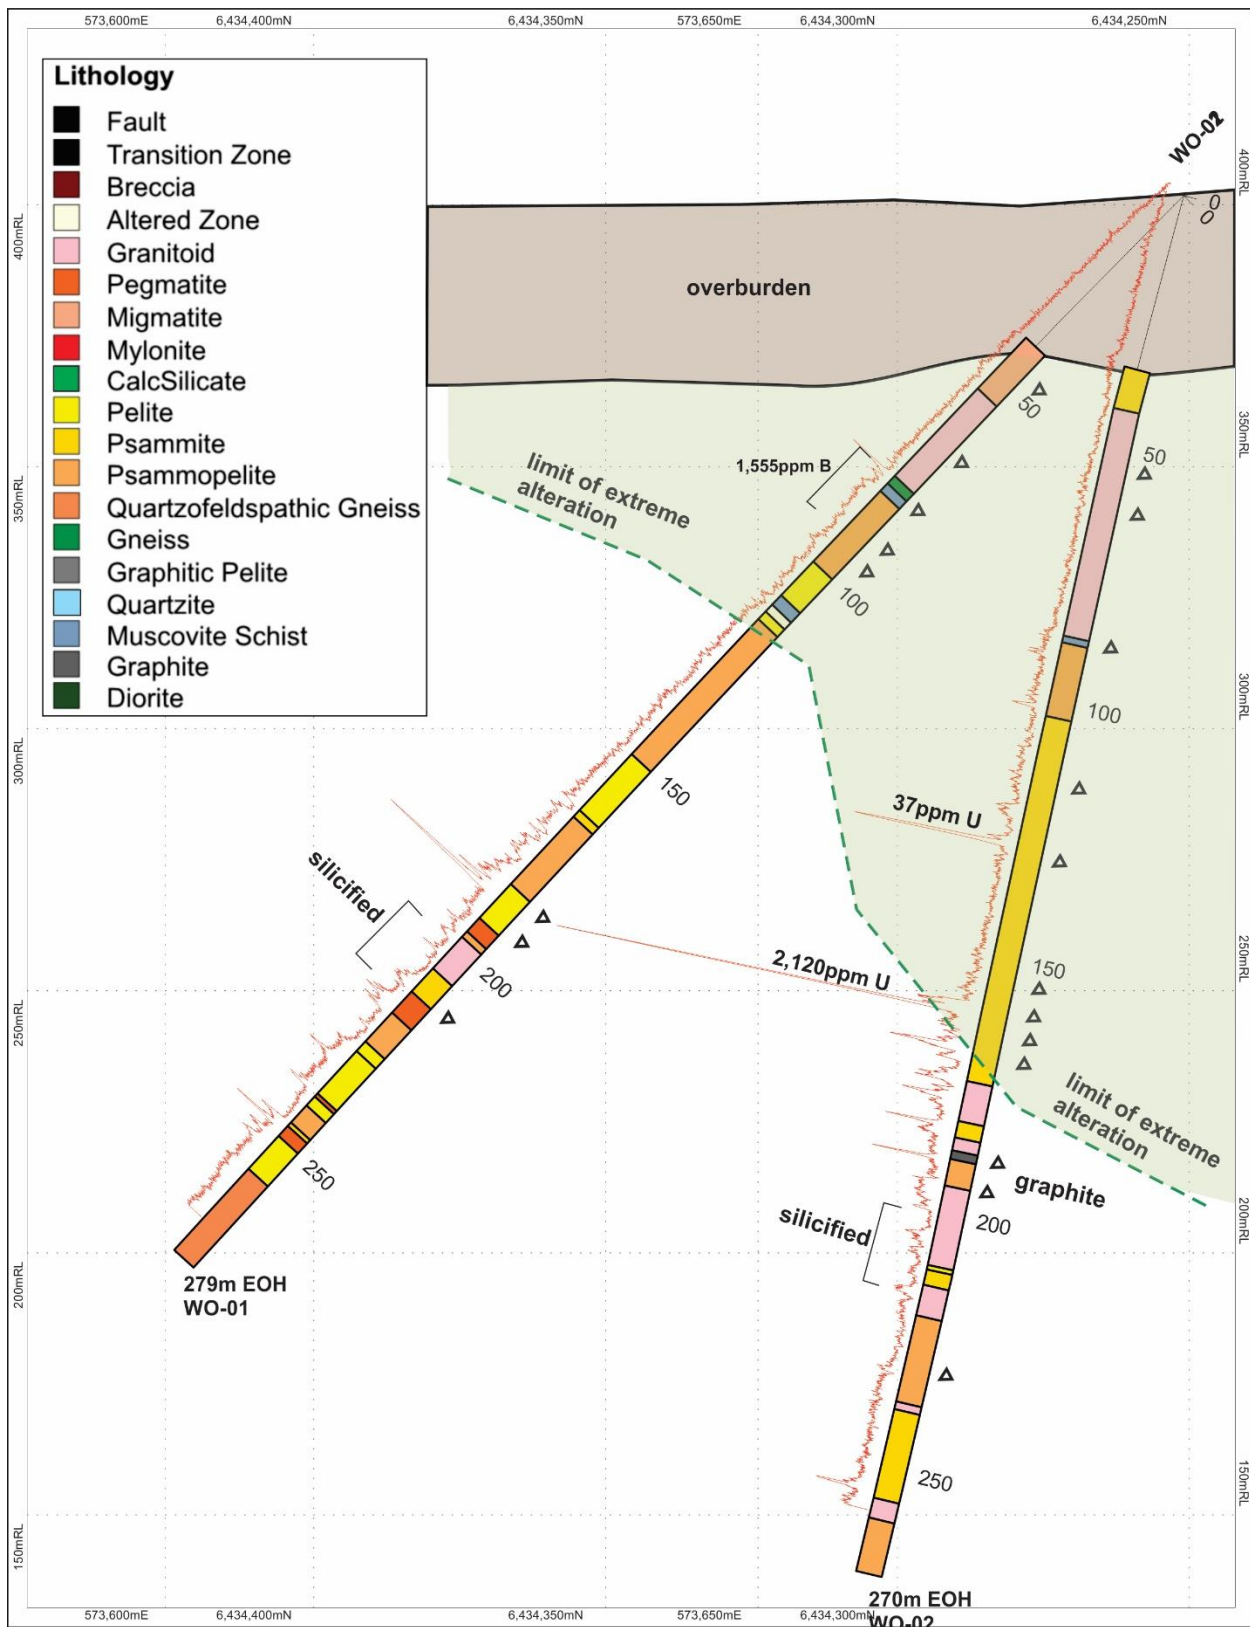 573,600mE 6,434,400mN 6,434,350mN 573,650mE 6,434,300mN 6,434,250mN
Lithology
Fault
Transition Zone
Breccia
Altered Zone
Granitoid
Pegmatite
Migmatite
Mylonite
CalcSilicate
Pelite
Psammite
Psammopelite
Quartzofeldspathic Gneiss
Gneiss
Graphitic Pelite
Quartzite
Muscovite Schist
Graphite
Diorite
400mRL
350mRL
300mRL
250mRL
200mRL
150mRL
400mRL
350mRL
300mRL
250mRL
200mRL
150mRL
0
0
overburden
50
1,555ppm B
limit of extreme
alteration
50
100
100
150
37ppm U
silicified
2,120ppm U
150
200
limit of extreme
alteration
graphite
250
silicified
200
279m EOH
WO-01
250
270m EOH
WO-02
573,600mE 6,434,400mN 6,434,350mN 573,650mE 6,434,300mN